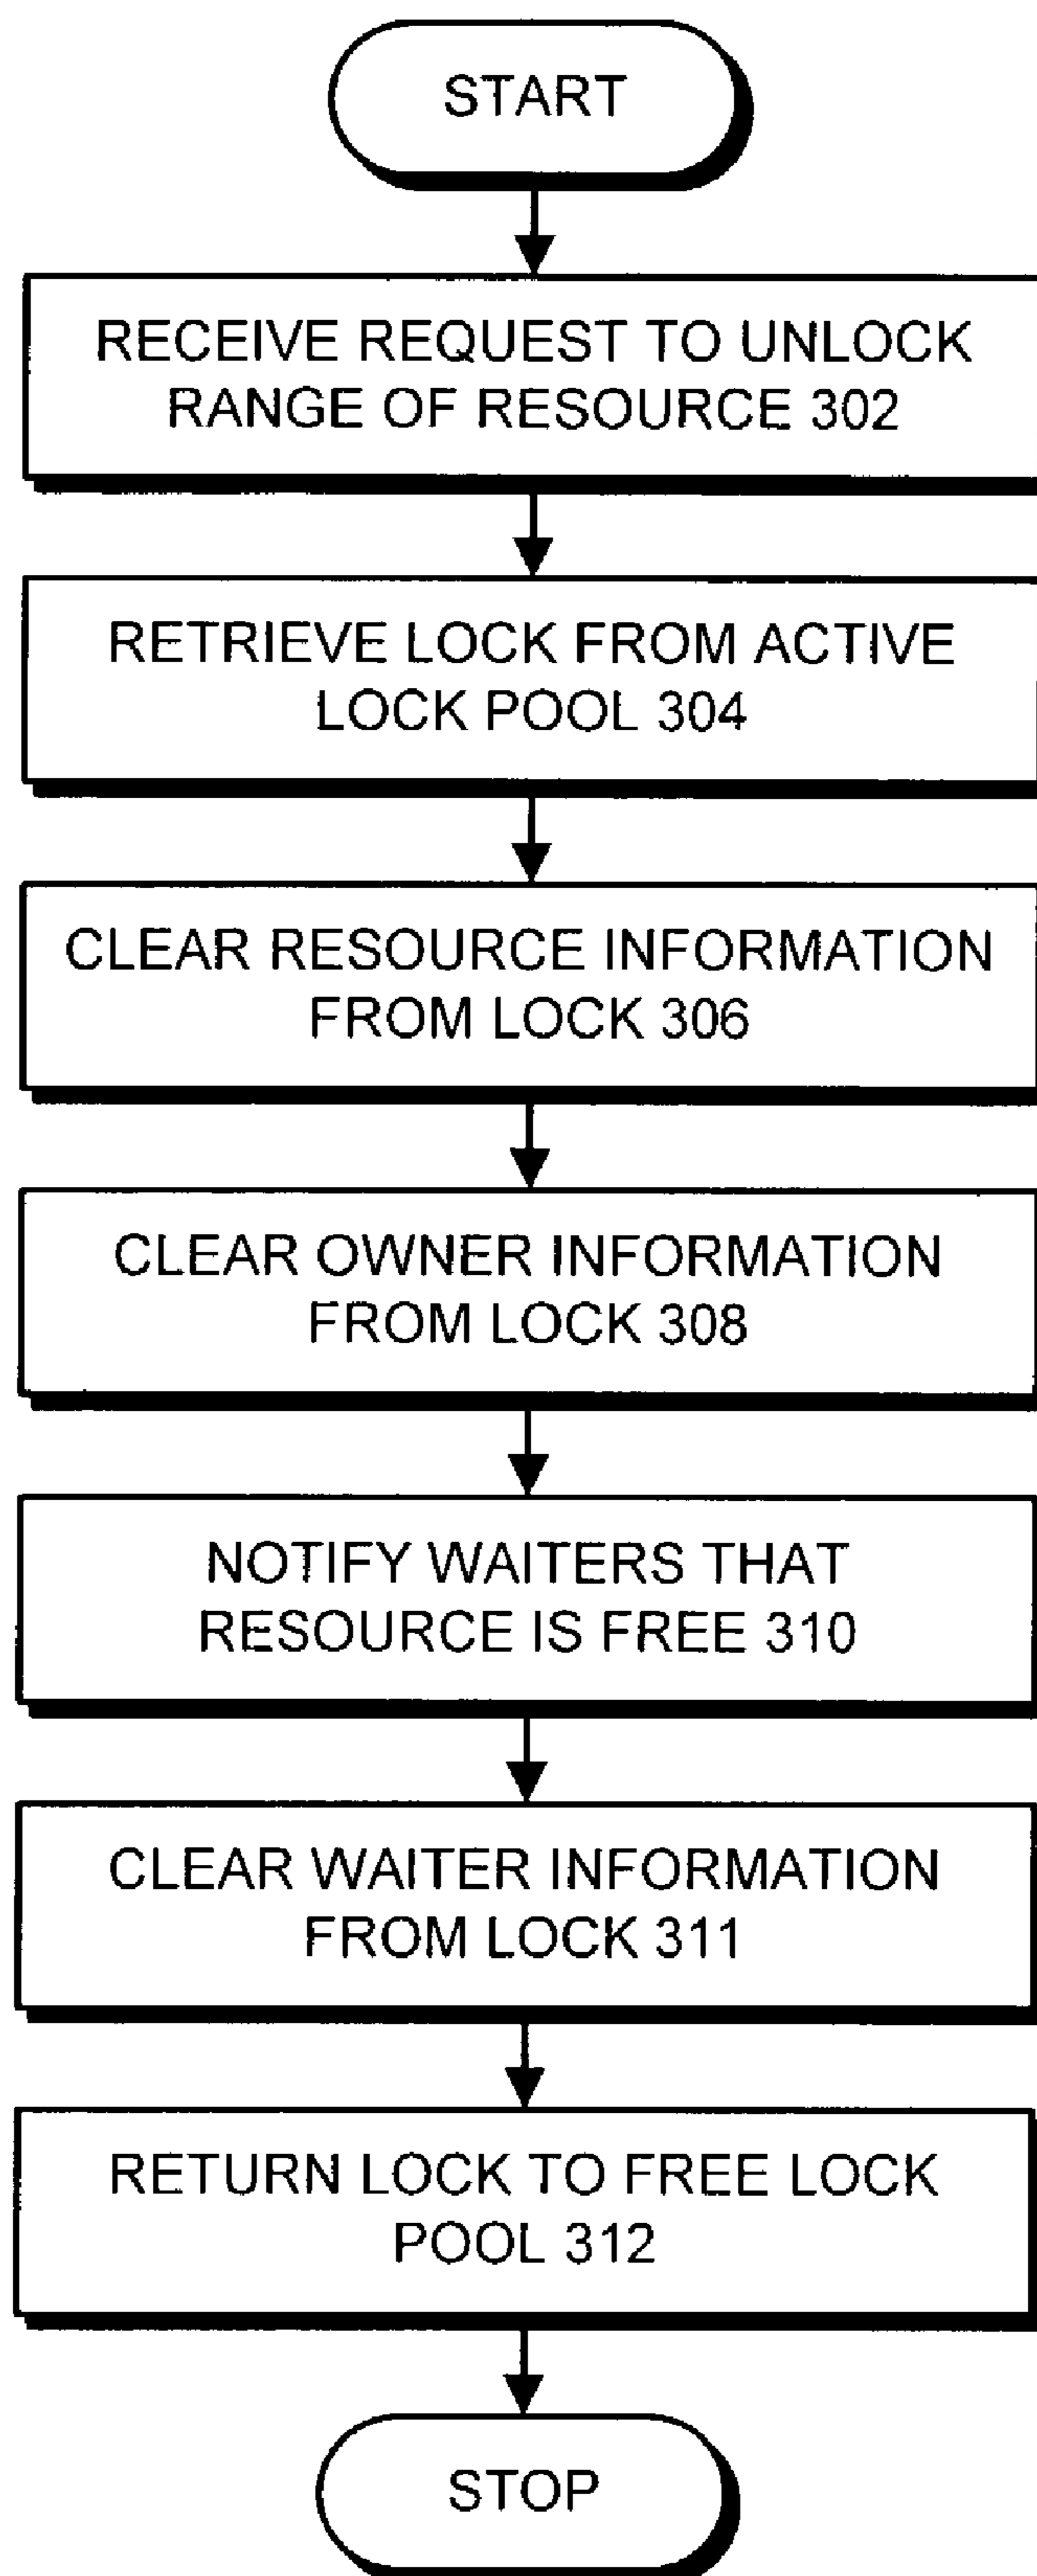 START
RECEIVE REQUEST TO UNLOCK
RANGE OF RESOURCE 302
RETRIEVE LOCK FROM ACTIVE
LOCK POOL 304
CLEAR RESOURCE INFORMATION
FROM LOCK 306
CLEAR OWNER INFORMATION
FROM LOCK 308
NOTIFY WAITERS THAT
RESOURCE IS FREE 310
CLEAR WAITER INFORMATION
FROM LOCK 311
RETURN LOCK TO FREE LOCK
POOL 312
STOP